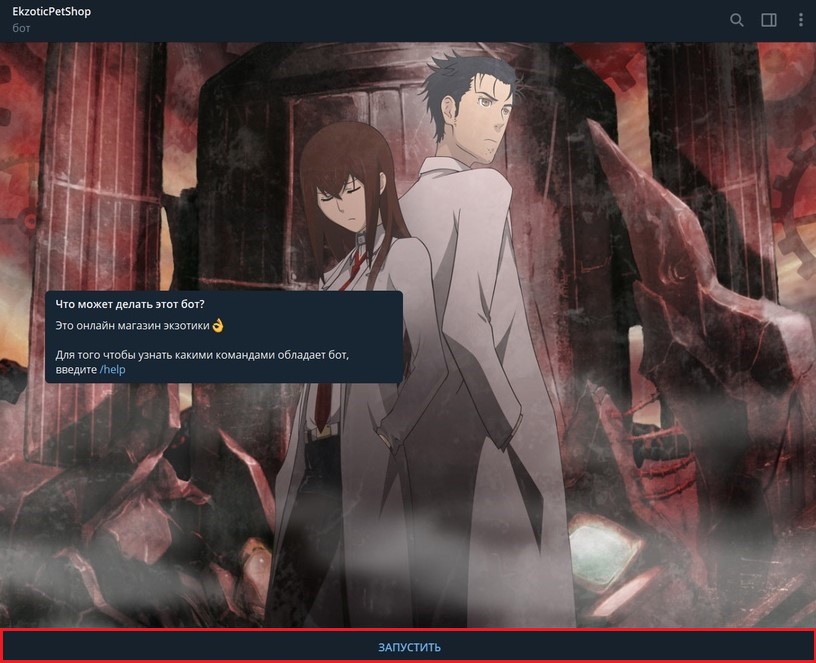 EkzoticPetShop
бот
Что может делать этот бот?
Это онлайн магазин экзотики👌
Для того чтобы узнать какими командами обладает бот,
введите /help
ЗАПУСТИТЬ